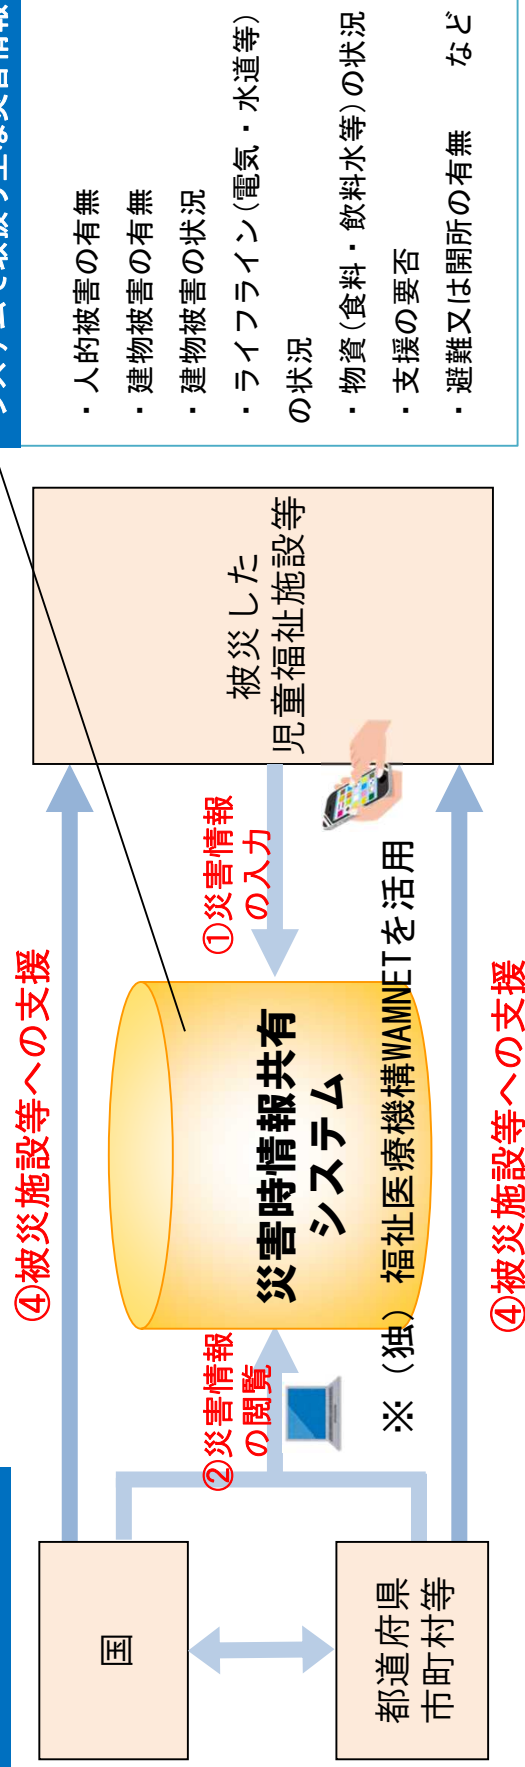 ④被災施設等への支援
国
都道府県
市町村等
②災害情報
の閲覧
災害時情報共有
システム
※（独）福祉医療機構WAMNETを活用
①災害情報
の入力
被災した
児童福祉施設等
④被災施設等への支援
・人的被害の有無
・建物被害の有無
・建物被害の状況
・ライフライン（電気・水道等）
の状況
・物資（食料・飲料水等）の状況
・支援の要否
・避難又は開所の有無　など